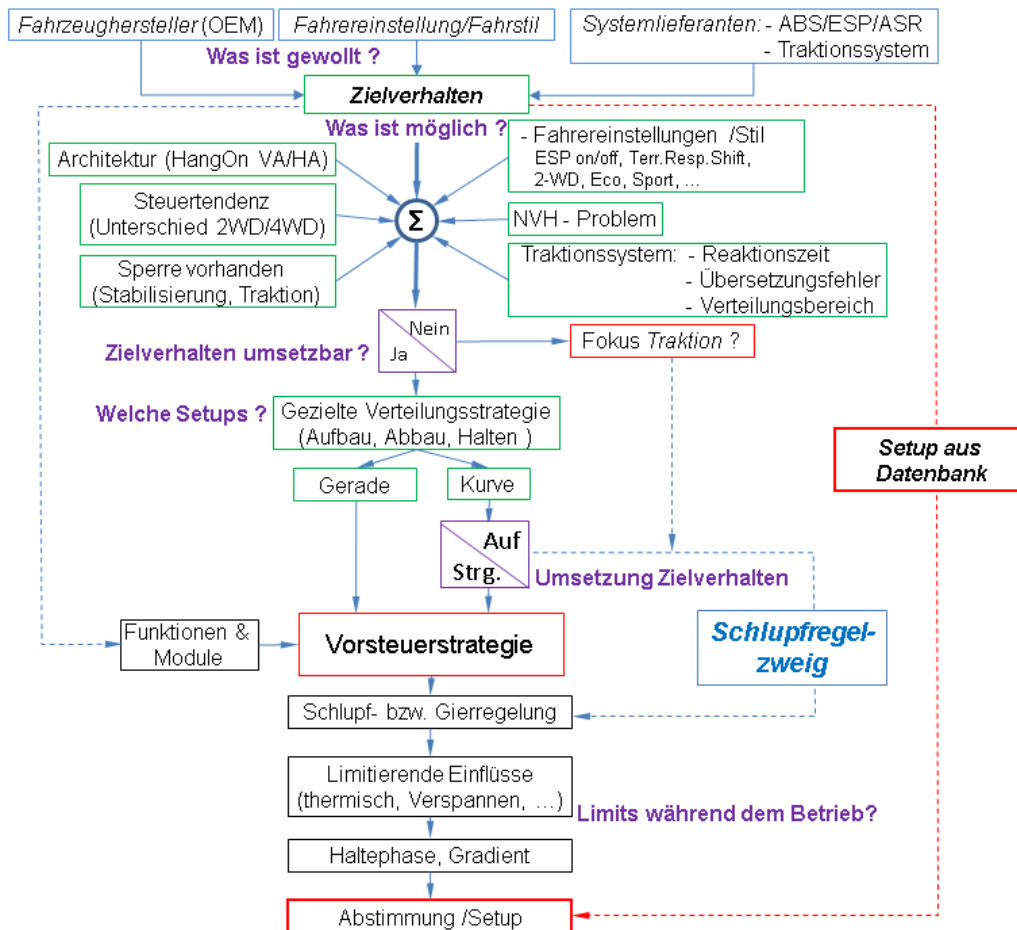 Fahrzeughersteller (OEM)
Fahrereinstellung/Fahrstil
Systemlieferanten: - ABS/ESP/ASR
- Traktionssystem
Was ist gewollt ?
Zielverhalten
Was ist möglich ?
Architektur (HangOn VA/HA)
- Fahrereinstellungen /Stil
ESP on/off, Terr.Resp.Shift,
2-WD, Eco, Sport, ...
Steuertendenz
(Unterschied 2WD/4WD)
Σ
NVH - Problem
Sperre vorhanden
(Stabilisierung, Traktion)
Traktionssystem: - Reaktionszeit
- Übersetzungsfehler
- Verteilungsbereich
Zielverhalten umsetzbar ?
Nein
Ja
Fokus Traktion ?
Welche Setups ?
Gezielte Verteilungsstrategie
(Aufbau, Abbau, Halten )
Setup aus
Datenbank
Gerade
Kurve
Auf
Strg.
Umsetzung Zielverhalten
Funktionen &
Module
Vorsteuerstrategie
Schlupfregel-
zweig
Schlupf- bzw. Gierregelung
Limitierende Einflüsse
(thermisch, Verspannen, ...)
Limits während dem Betrieb?
Haltephase, Gradient
Abstimmung /Setup